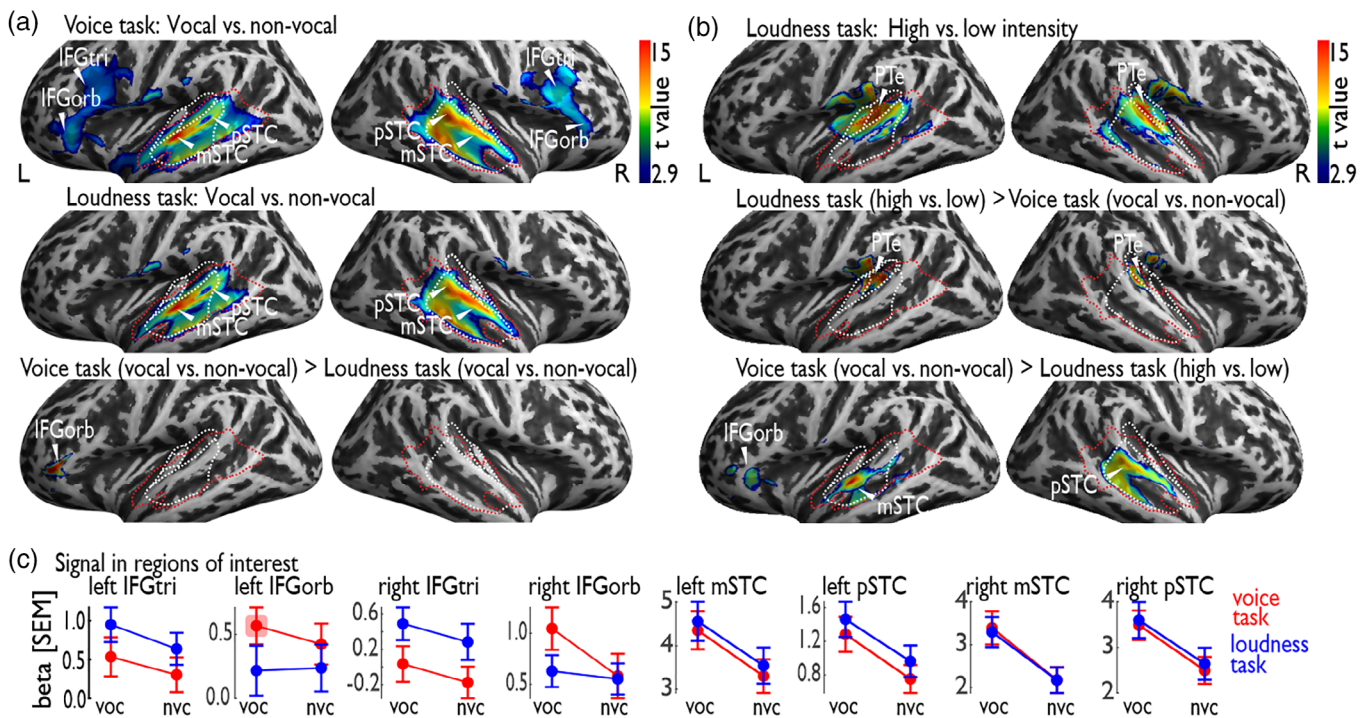 (a) Voice task: Vocal vs. non-vocal
IFGtri
IFGorb
pSTC
mSTC
pSTC
mSTC
IFGtri
IFGorb
15
t value
2.9
L
R
Loudness task: Vocal vs. non-vocal
pSTC
mSTC
pSTC
mSTC
Voice task (vocal vs. non-vocal) > Loudness task (vocal vs. non-vocal)
IFGorb
(b) Loudness task: High vs. low intensity
PTe
PTe
15
t value
2.9
L
R
Loudness task (high vs. low) > Voice task (vocal vs. non-vocal)
PTe
PTe
Voice task (vocal vs. non-vocal) > Loudness task (high vs. low)
IFGorb
mSTC
pSTC
(c) Signal in regions of interest
beta [SEM]
left IFGtri
1.0
0.5
0.0
voc nvc
left IFGorb
0.5
0.0
voc nvc
right IFGtri
0.6
0.2
-0.2
voc nvc
right IFGorb
1.0
0.5
voc nvc
left mSTC
5
4
3
voc nvc
left pSTC
1.6
1.2
0.8
voc nvc
right mSTC
4
3
2
voc nvc
right pSTC
4
3
2
voc nvc
voice
task
loudness
task